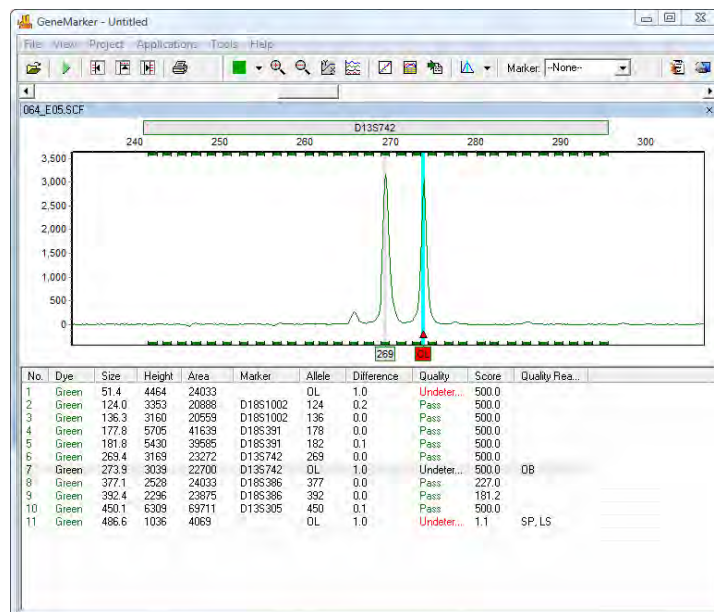 GeneMarker - Untitled
File View Project Applications Tools Help
Marker: --None--
064_E05.SCF
D13S742
240 250 260 270 280 290 300
3,500
3,000
2,500
2,000
1,500
1,000
500
0
269 OL
No. Dye Size Height Area Marker Allele Difference Quality Score Quality Rea...
1 Green 51.4 4464 24033 OL 1.0 Undeter... 500.0
2 Green 124.0 3353 20888 D18S1002 124 0.2 Pass 500.0
3 Green 136.3 3160 20559 D18S1002 136 0.0 Pass 500.0
4 Green 177.8 5705 41639 D18S391 178 0.0 Pass 500.0
5 Green 181.8 5430 39585 D18S391 182 0.1 Pass 500.0
6 Green 269.4 3169 23272 D13S742 269 0.0 Pass 500.0
7 Green 273.9 3039 22700 D13S742 OL 1.0 Undeter... 500.0 OB
8 Green 377.1 2528 24033 D18S386 377 0.0 Pass 227.0
9 Green 392.4 2296 23875 D18S386 392 0.0 Pass 181.2
10 Green 450.1 6309 69711 D13S305 450 0.1 Pass 500.0
11 Green 486.6 1036 4069 OL 1.0 Undeter... 1.1 SP, LS